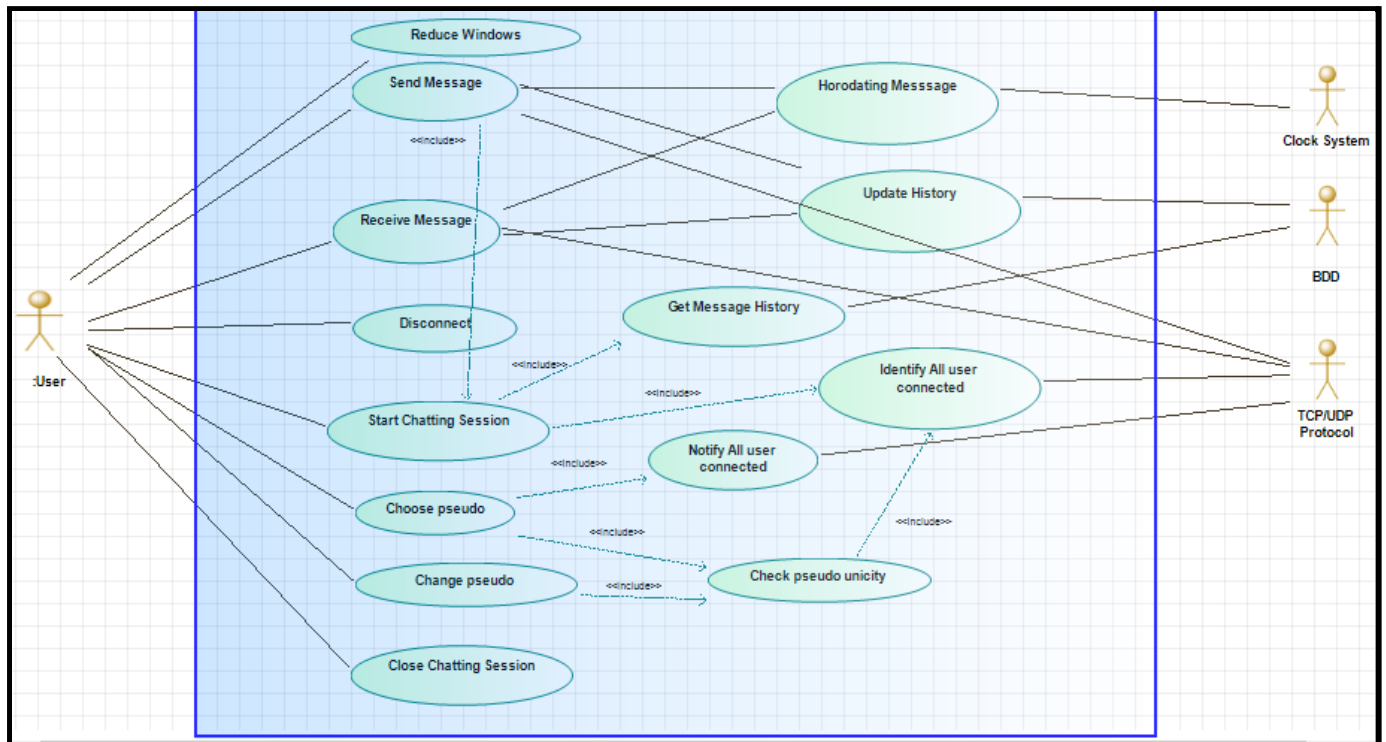 Reduce Windows
Send Message
Horodating Messsage
Clock System
<<include>>
Update History
Receive Message
BDD
Get Message History
Disconnect
<<include>>
Identify All user
connected
:User
<<include>>
Start Chatting Session
TCP/UDP
Protocol
Notify All user
connected
<<include>>
Choose pseudo
<<include>>
<<include>>
Change pseudo
Check pseudo unicity
<<include>>
Close Chatting Session